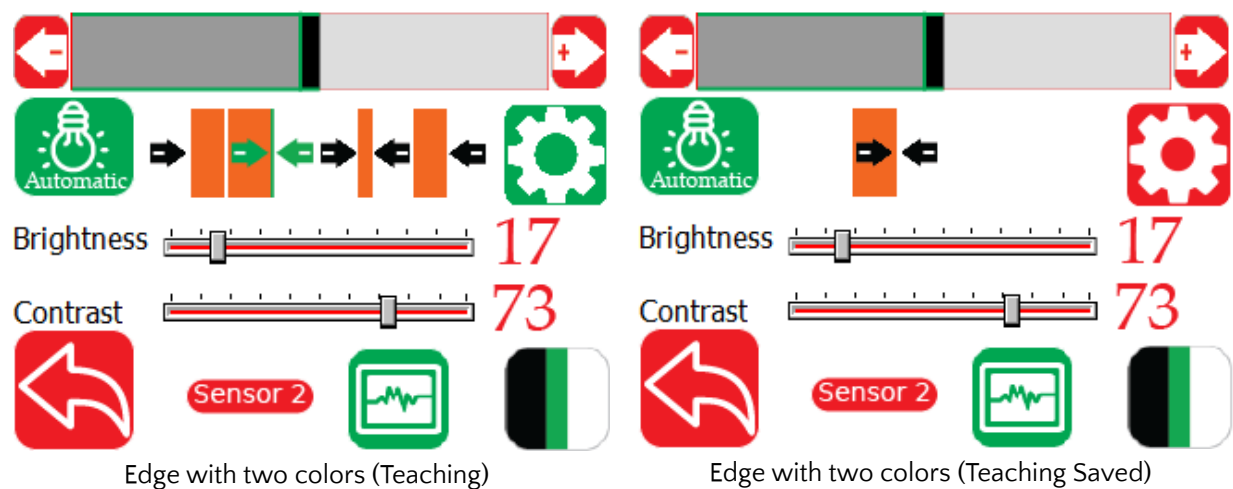 - + - +
Automatic Automatic
Brightness 17 Brightness 17
Contrast 73 Contrast 73
Sensor 2 Sensor 2
Edge with two colors (Teaching) Edge with two colors (Teaching Saved)